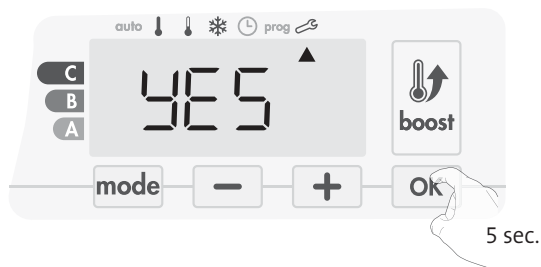 auto prog
C
B
A
YES
boost
mode − + OK
5 sec.